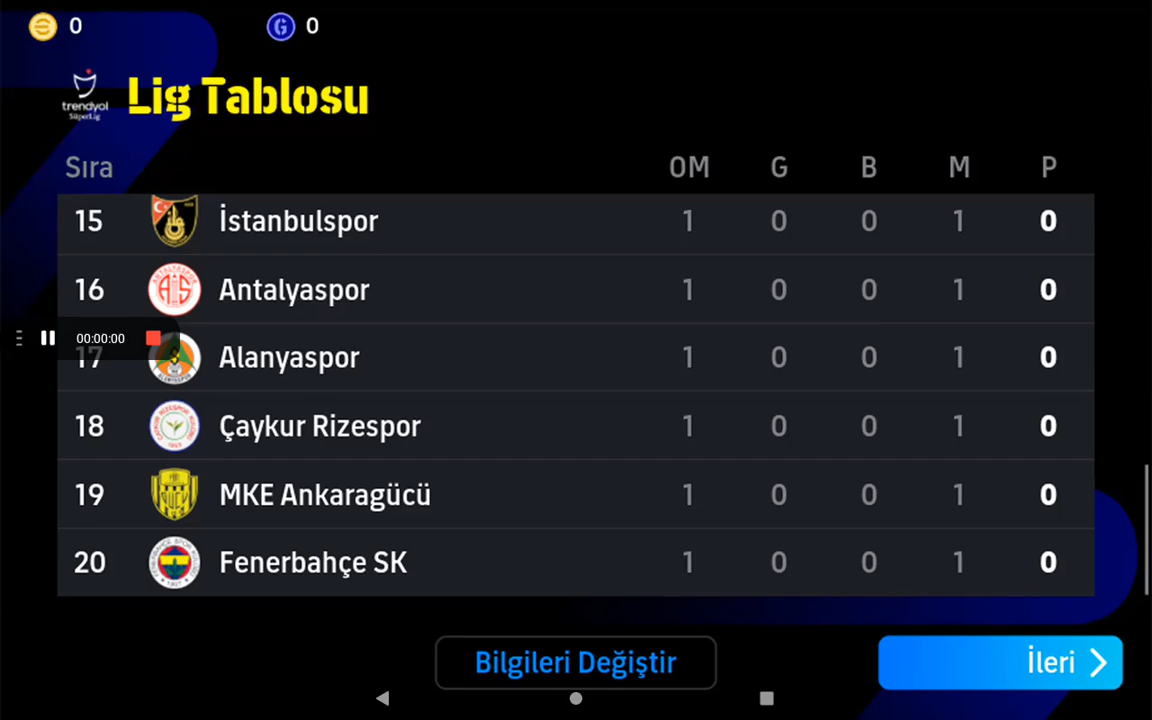 0 0
trendyol
SüperLig
Lig Tablosu
Sıra OM G B M P
15 İstanbulspor 1 0 0 1 0
16 Antalyaspor 1 0 0 1 0
00:00:00
17 Alanyaspor 1 0 0 1 0
18 Çaykur Rizespor 1 0 0 1 0
19 MKE Ankaragücü 1 0 0 1 0
20 Fenerbahçe SK 1 0 0 1 0
Bilgileri Değiştir
İleri